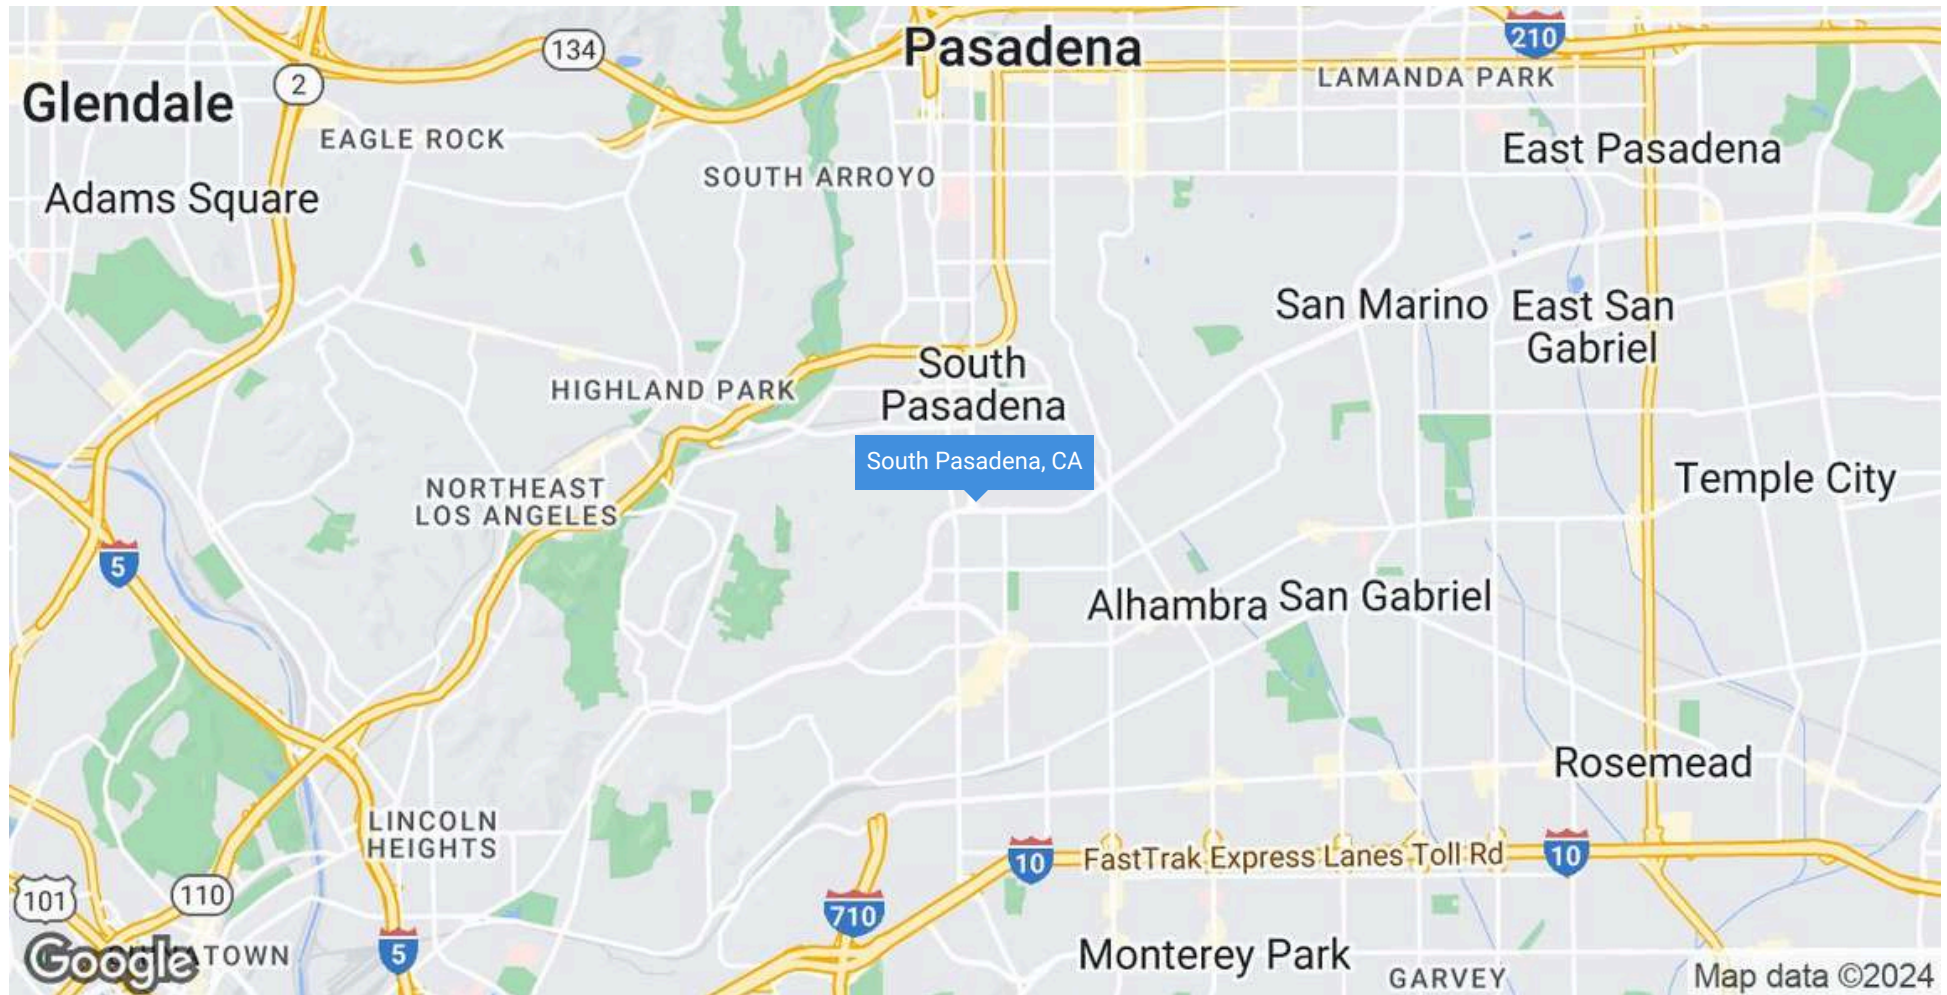 Pasadena
134
210
2
LAMANDA PARK
Glendale
EAGLE ROCK
East Pasadena
SOUTH ARROYO
Adams Square
San Marino
East San
Gabriel
South
Pasadena
HIGHLAND PARK
South Pasadena, CA
Temple City
NORTHEAST
LOS ANGELES
5
Alhambra
San Gabriel
Rosemead
LINCOLN
HEIGHTS
10
FastTrak Express Lanes Toll Rd
10
101
110
710
5
Monterey Park
GARVEY
Google
Map data ©2024